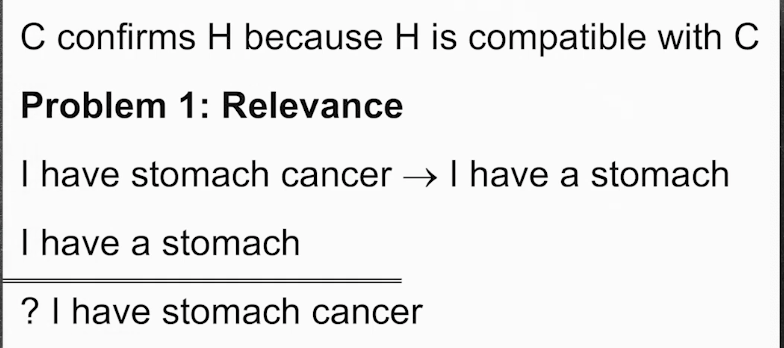 C confirms H because H is compatible with C
Problem 1: Relevance
I have stomach cancer → I have a stomach
I have a stomach
? I have stomach cancer